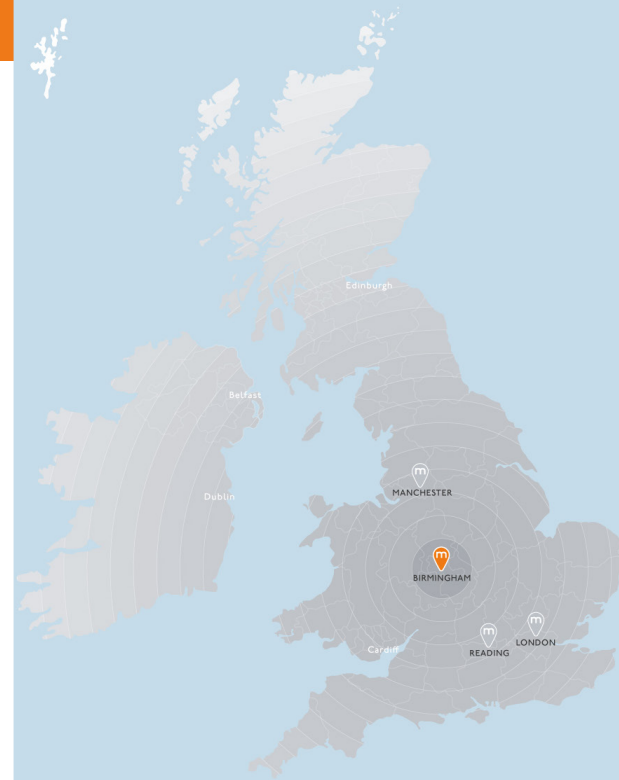 Edinburgh
Belfast
Dublin
m
MANCHESTER
m
BIRMINGHAM
m
READING
m
LONDON
Cardiff